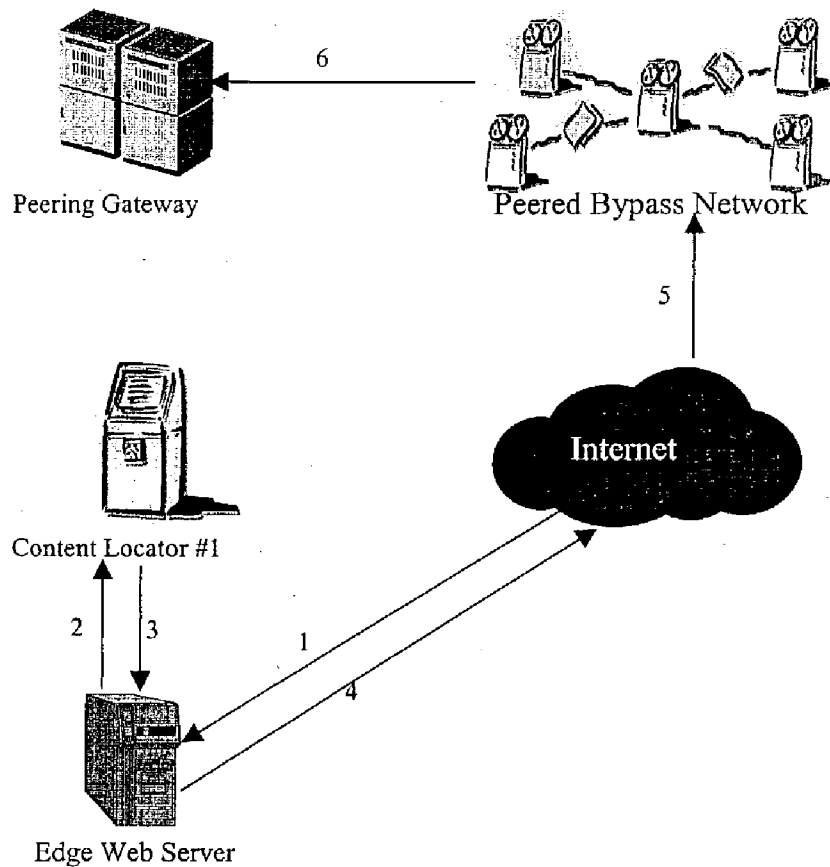 6
Peering Gateway
Peered Bypass Network
5
Internet
Content Locator #1
2
3
1
4
Edge Web Server